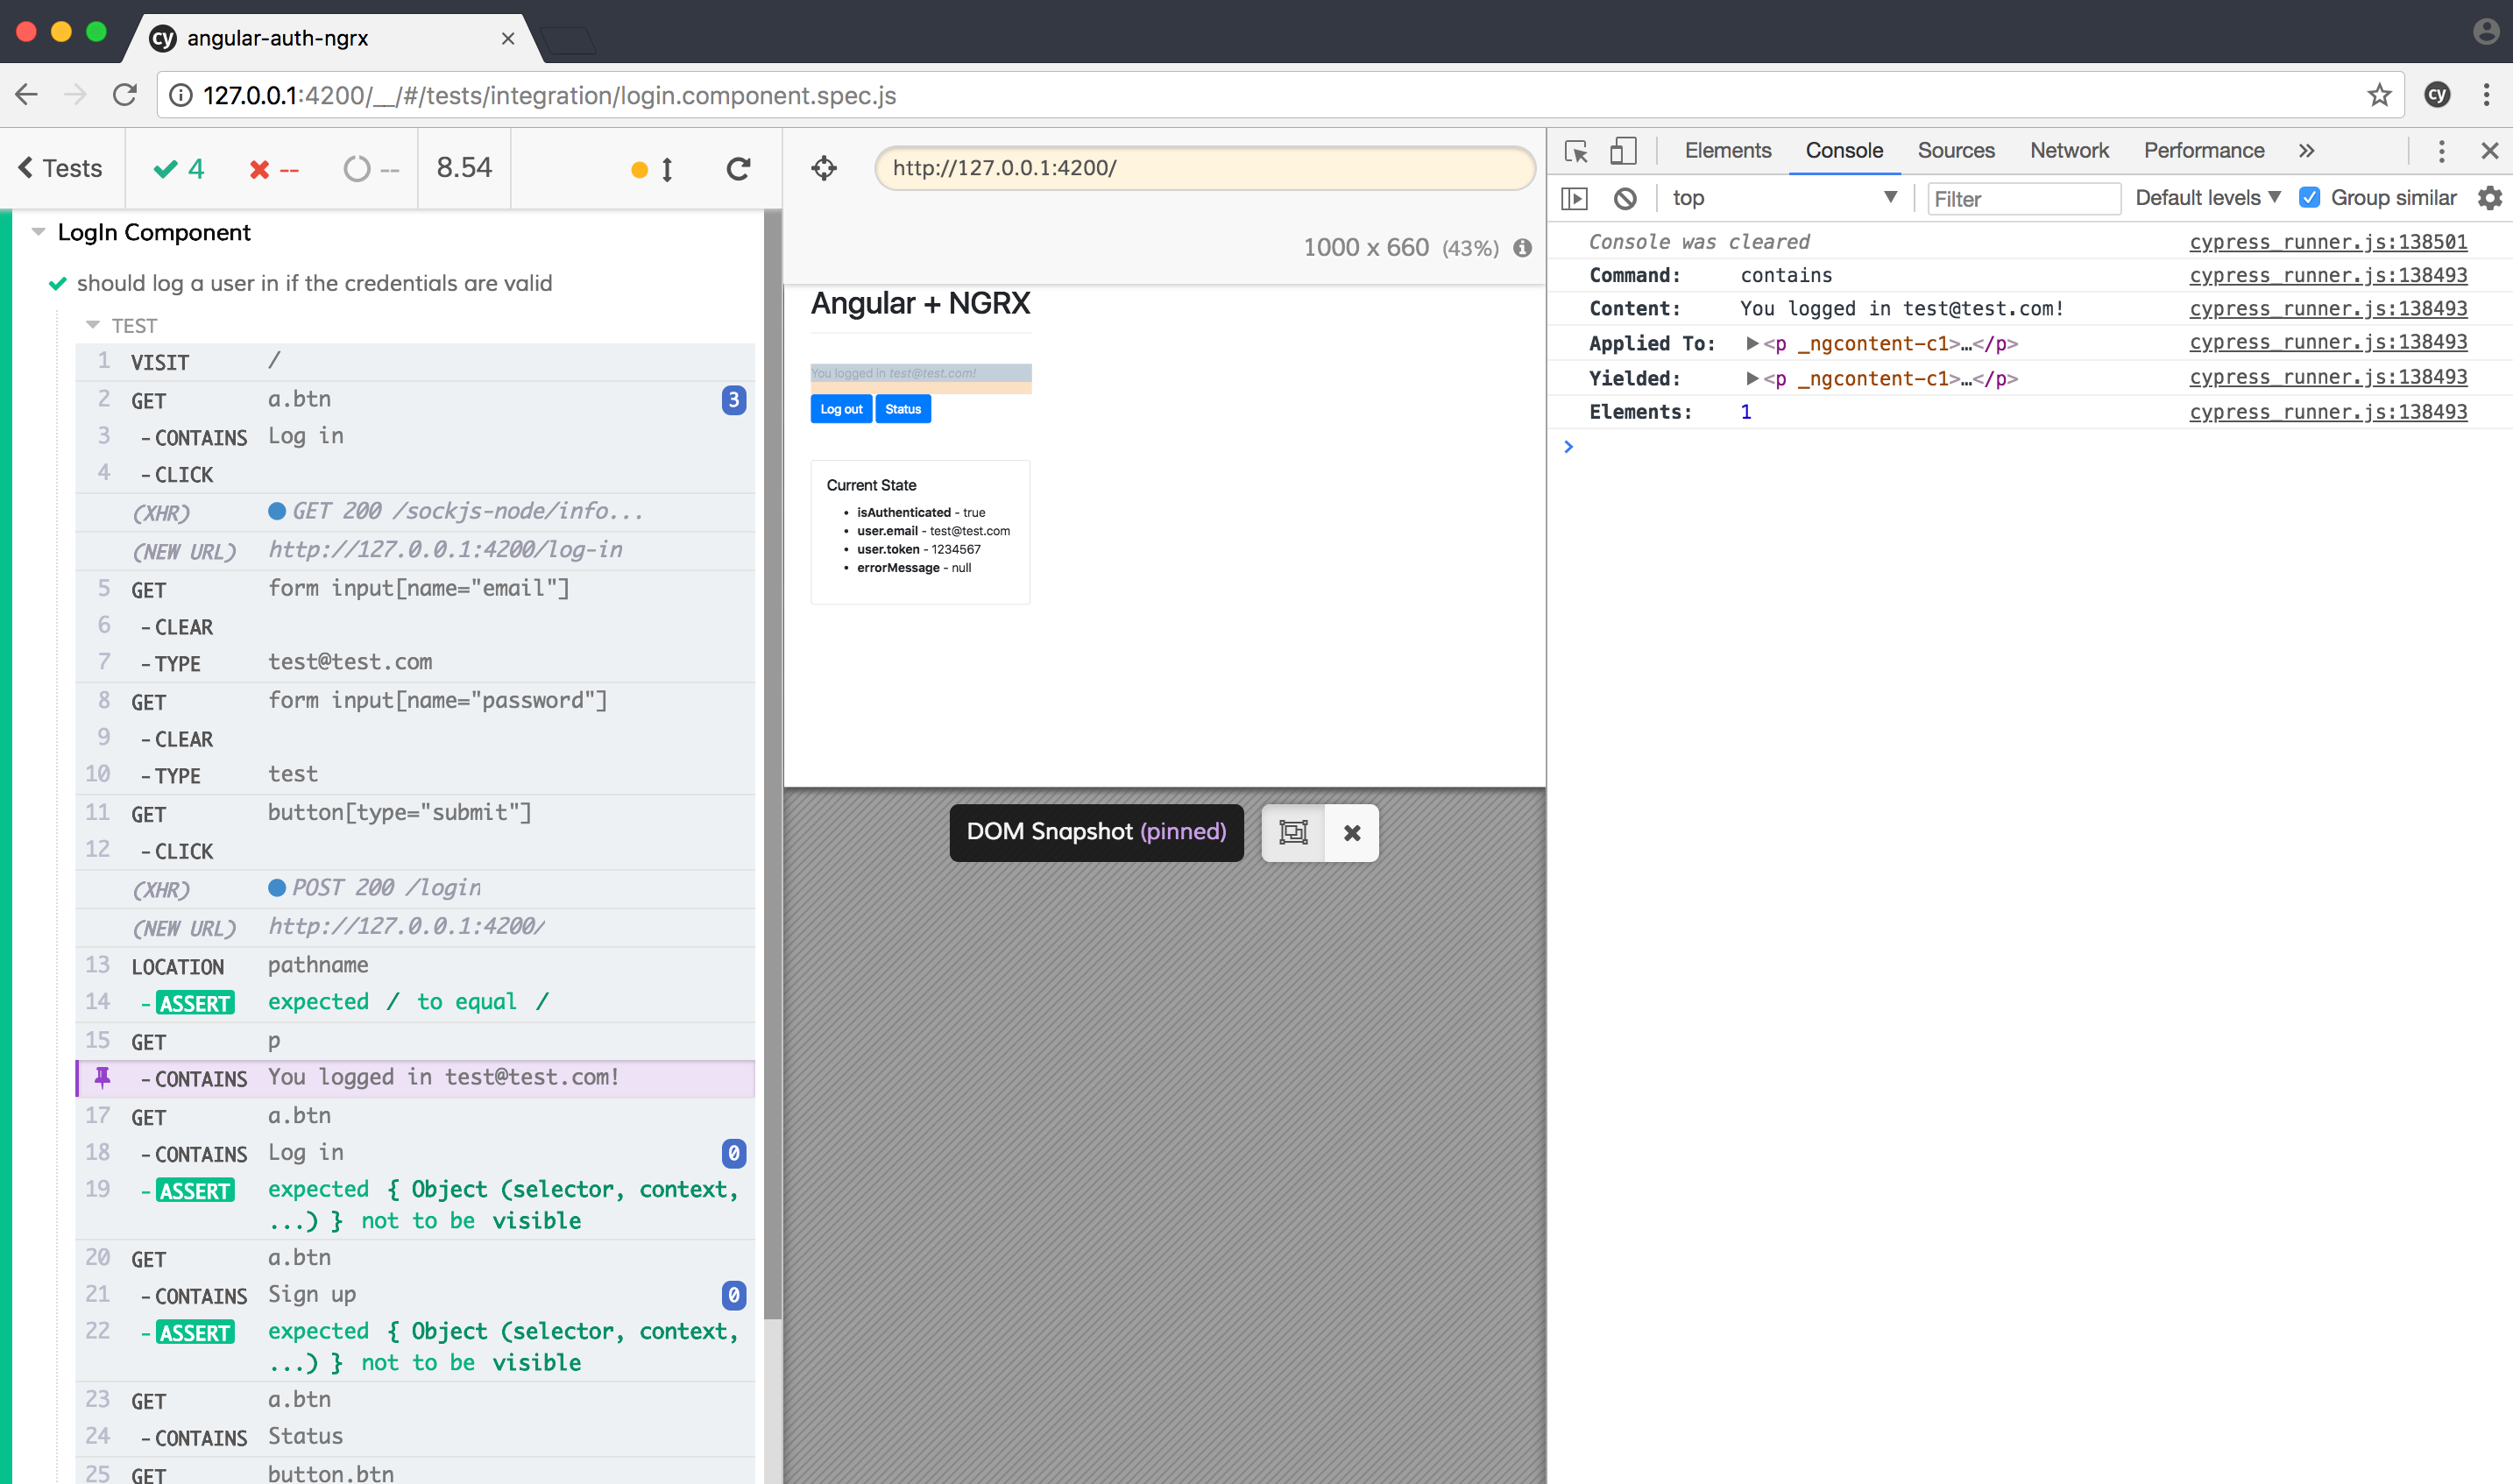 angular-auth-ngrx
127.0.0.1:4200/__/#/tests/integration/login.component.spec.js
Tests 4 -- -- 8.54
LogIn Component
should log a user in if the credentials are valid
TEST
1 VISIT /
2 GET a.btn 3
3 -CONTAINS Log in
4 -CLICK
(XHR) GET 200 /sockjs-node/info...
(NEW URL) http://127.0.0.1:4200/log-in
5 GET form input[name="email"]
6 -CLEAR
7 -TYPE test@test.com
8 GET form input[name="password"]
9 -CLEAR
10 -TYPE test
11 GET button[type="submit"]
12 -CLICK
(XHR) POST 200 /login
(NEW URL) http://127.0.0.1:4200/
13 LOCATION pathname
14 -ASSERT expected / to equal /
15 GET p
-CONTAINS You logged in test@test.com!
17 GET a.btn
18 -CONTAINS Log in 0
19 -ASSERT expected { Object (selector, context,
...) } not to be visible
20 GET a.btn
21 -CONTAINS Sign up 0
22 -ASSERT expected { Object (selector, context,
...) } not to be visible
23 GET a.btn
24 -CONTAINS Status
25 GET button.btn
http://127.0.0.1:4200/
1000 x 660 (43%)
Angular + NGRX
You logged in test@test.com!
Log out Status
Current State
isAuthenticated - true
user.email - test@test.com
user.token - 1234567
errorMessage - null
DOM Snapshot (pinned)
Elements Console Sources Network Performance »
top Filter Default levels Group similar
Console was cleared cypress_runner.js:138501
Command: contains cypress_runner.js:138493
Content: You logged in test@test.com! cypress_runner.js:138493
Applied To: <p _ngcontent-c1>…</p> cypress_runner.js:138493
Yielded: <p _ngcontent-c1>…</p> cypress_runner.js:138493
Elements: 1 cypress_runner.js:138493